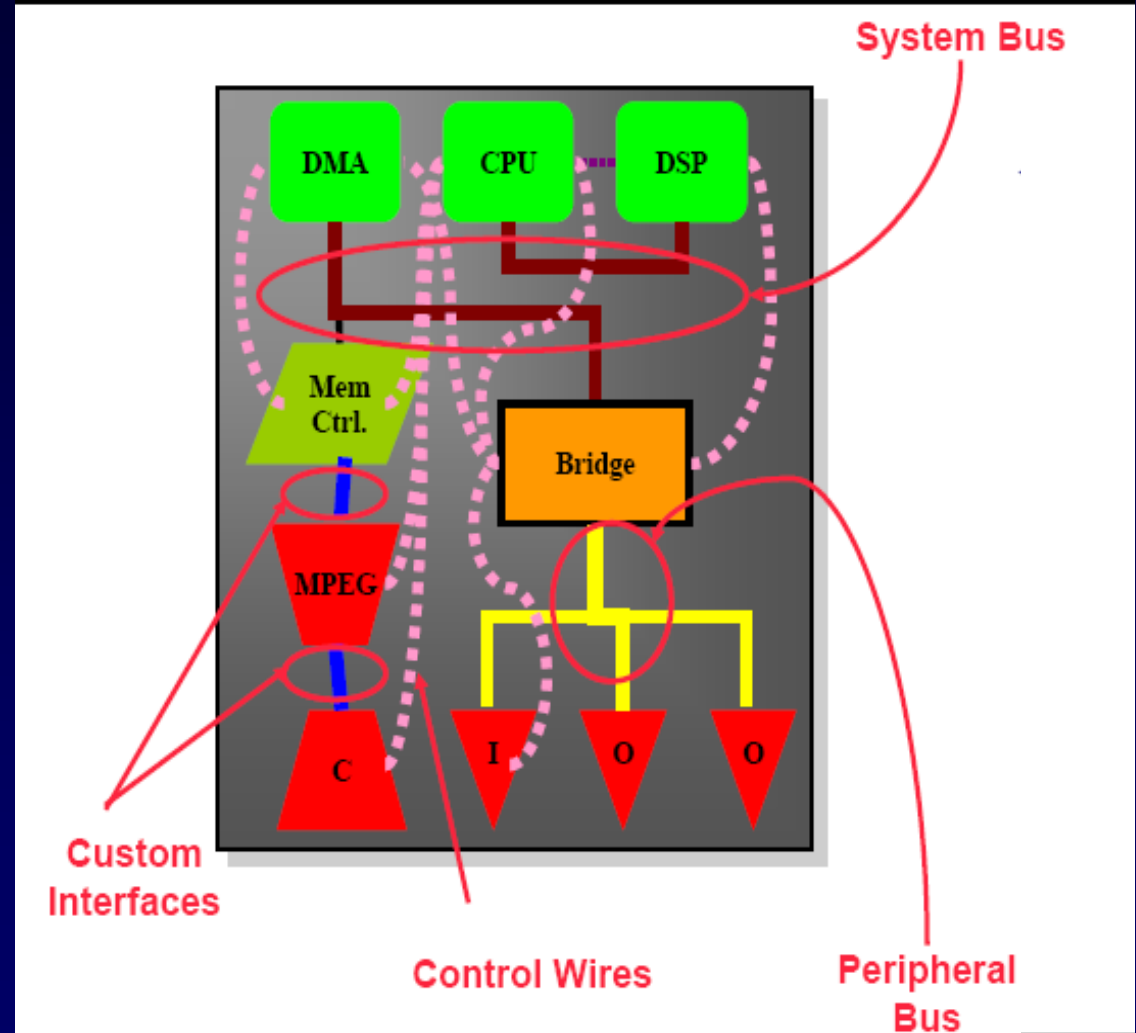 System Bus
DMA
CPU
DSP
Mem
Ctrl.
Bridge
MPEG
C
I
O
O
Custom
Interfaces
Control Wires
Peripheral
Bus